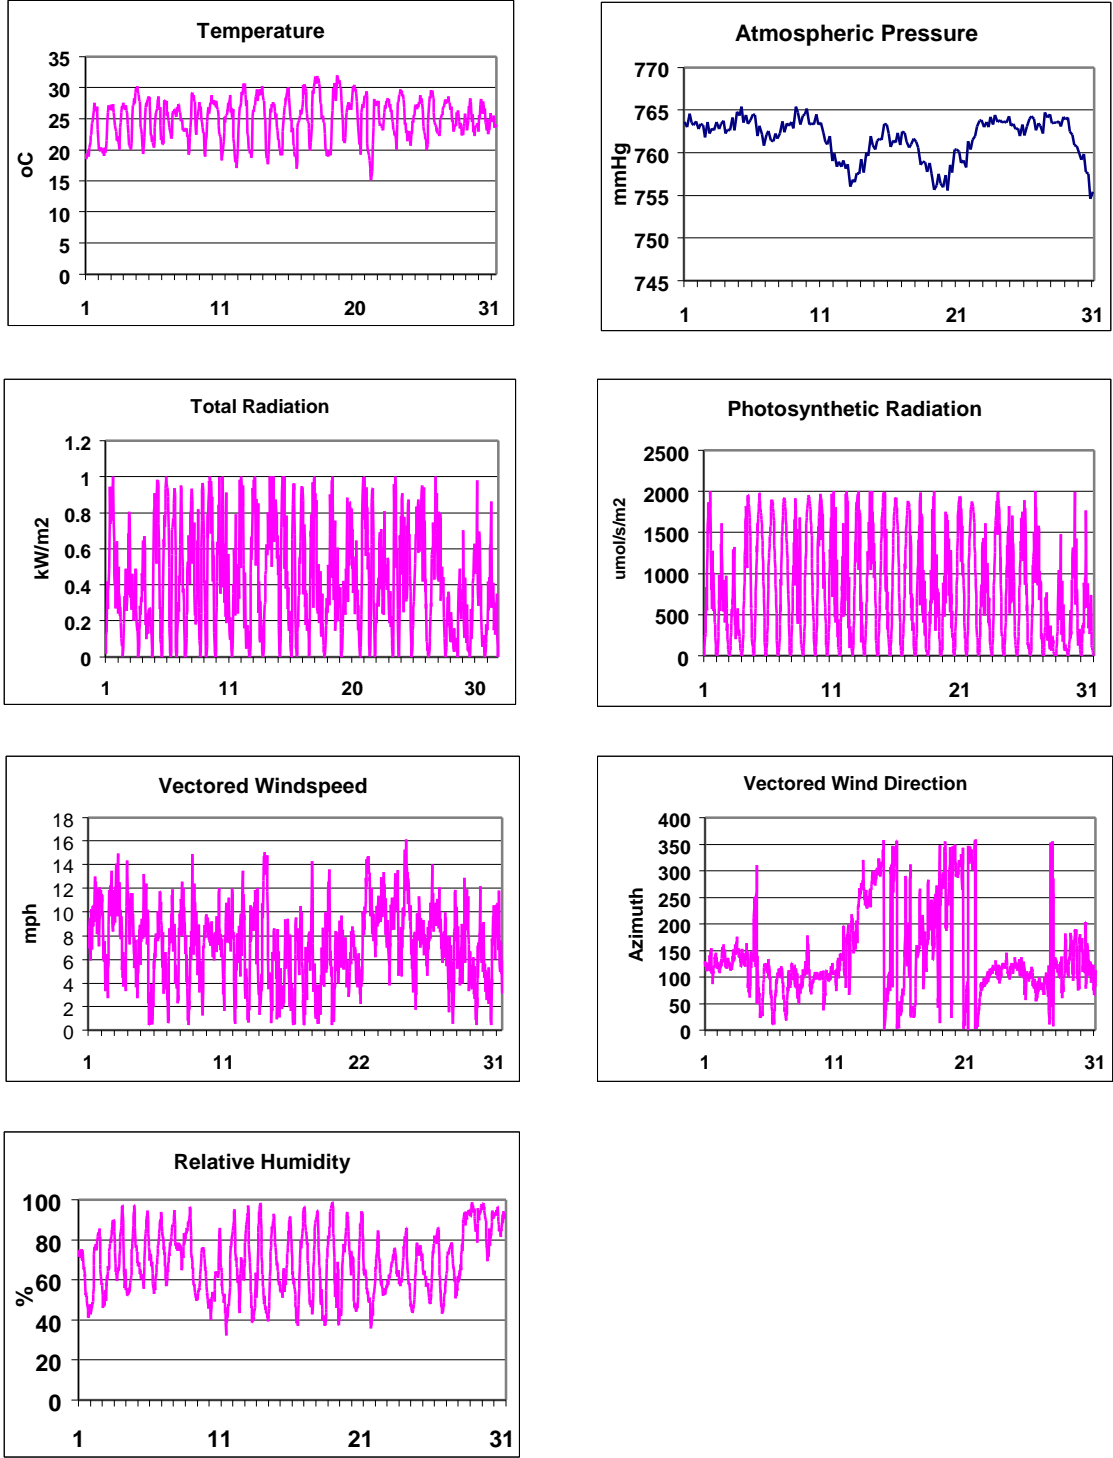 Temperature
35
30
25
20
15
10
5
0
oC
1 11 20 31
Atmospheric Pressure
770
765
760
755
750
745
mmHg
1 11 21 31
Total Radiation
1.2
1
0.8
0.6
0.4
0.2
0
kW/m2
1 11 20 30
Photosynthetic Radiation
2500
2000
1500
1000
500
0
umol/s/m2
1 11 21 31
Vectored Windspeed
18
16
14
12
10
8
6
4
2
0
mph
1 11 22 31
Vectored Wind Direction
400
350
300
250
200
150
100
50
0
Azimuth
1 11 21 31
Relative Humidity
100
80
60
40
20
0
%
1 11 21 31